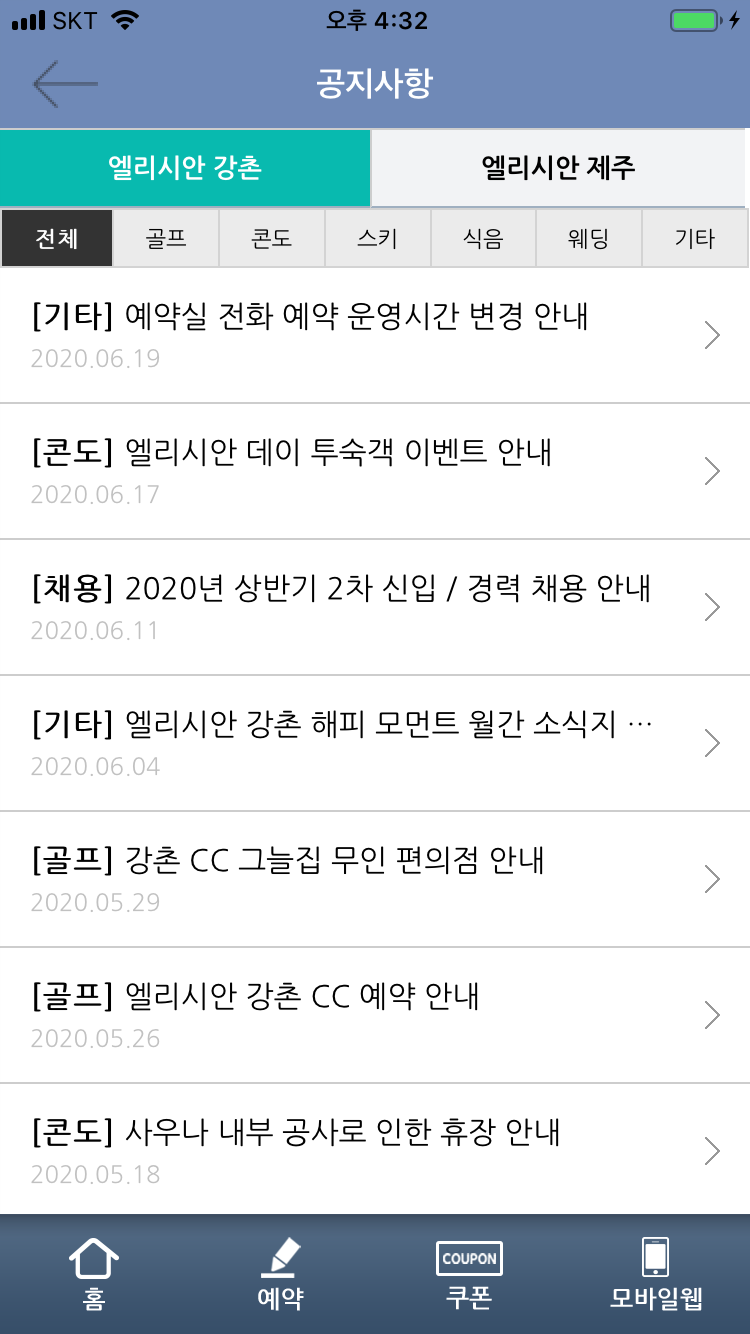 SKT 오후 4:32
공지사항
엘리시안 강촌 엘리시안 제주
전체 골프 콘도 스키 식음 웨딩 기타
[기타] 예약실 전화 예약 운영시간 변경 안내
2020.06.19
[콘도] 엘리시안 데이 투숙객 이벤트 안내
2020.06.17
[채용] 2020년 상반기 2차 신입 / 경력 채용 안내
2020.06.11
[기타] 엘리시안 강촌 해피 모먼트 월간 소식지 …
2020.06.04
[골프] 강촌 CC 그늘집 무인 편의점 안내
2020.05.29
[골프] 엘리시안 강촌 CC 예약 안내
2020.05.26
[콘도] 사우나 내부 공사로 인한 휴장 안내
2020.05.18
COUPON
홈 예약 쿠폰 모바일웹